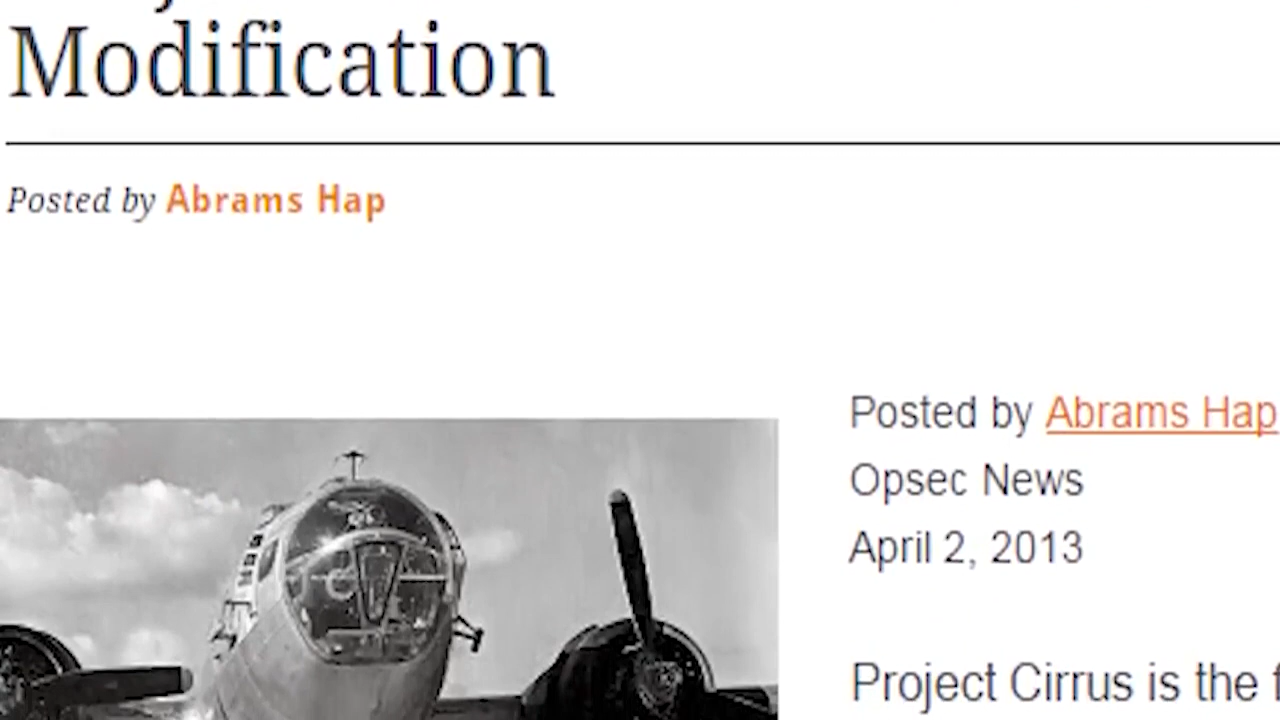 Modification
Posted by Abrams Hap
Posted by Abrams Hap
Opsec News
April 2, 2013
Project Cirrus is the